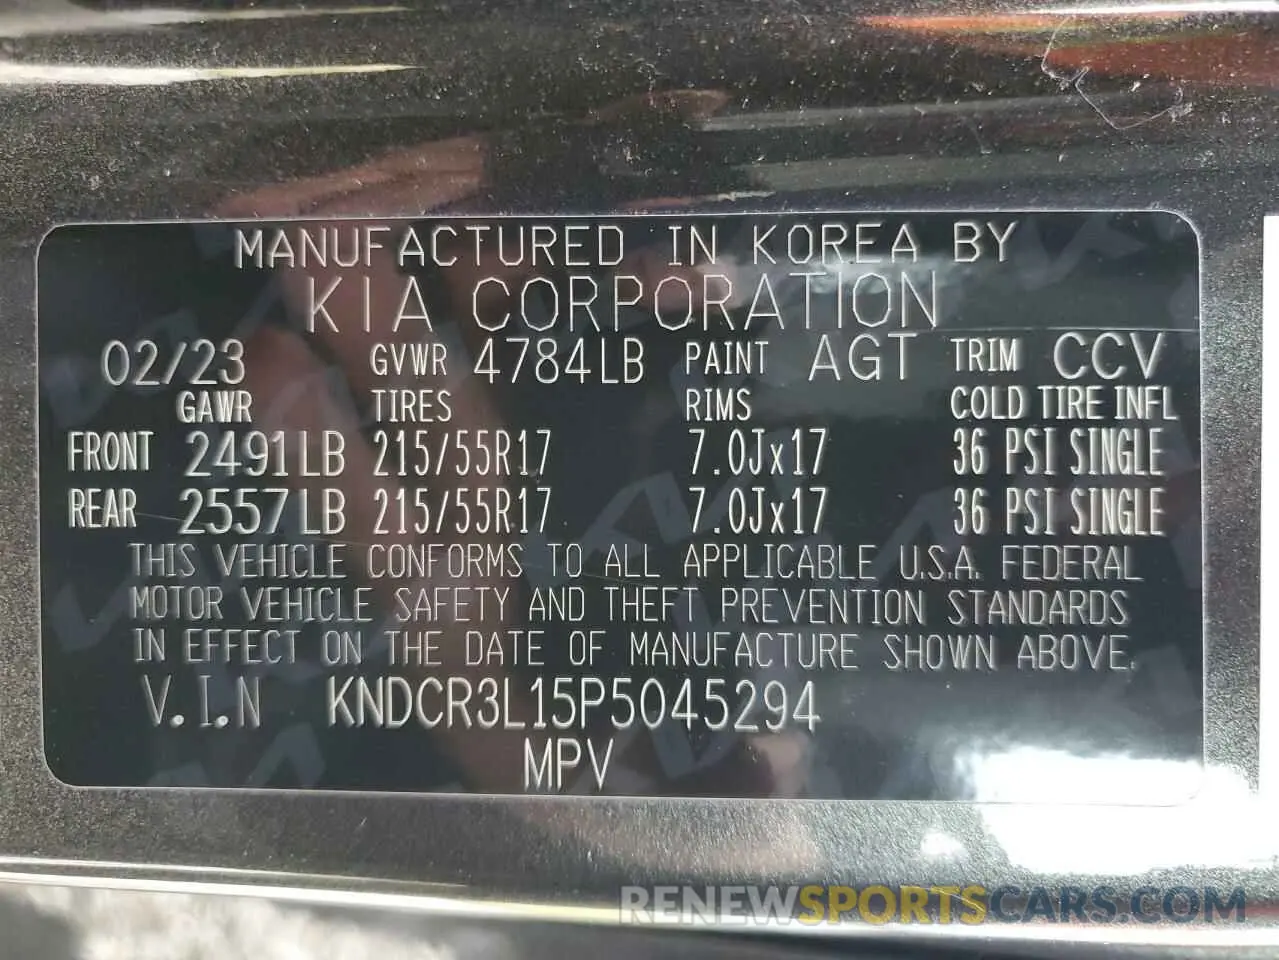 MANUFACTURED IN KOREA BY
KIA CORPORATION
02/23 GVWR 4784LB PAINT AGT TRIM CCV
GAWR TIRES RIMS COLD TIRE INFL
FRONT 2491LB 215/55R17 7.0Jx17 36 PSI SINGLE
REAR 2557LB 215/55R17 7.0Jx17 36 PSI SINGLE
THIS VEHICLE CONFORMS TO ALL APPLICABLE U.S.A. FEDERAL
MOTOR VEHICLE SAFETY AND THEFT PREVENTION STANDARDS
IN EFFECT ON THE DATE OF MANUFACTURE SHOWN ABOVE.
V.I.N KNDCR3L15P5045294
MPV
RENEWSPORTSCARS.COM